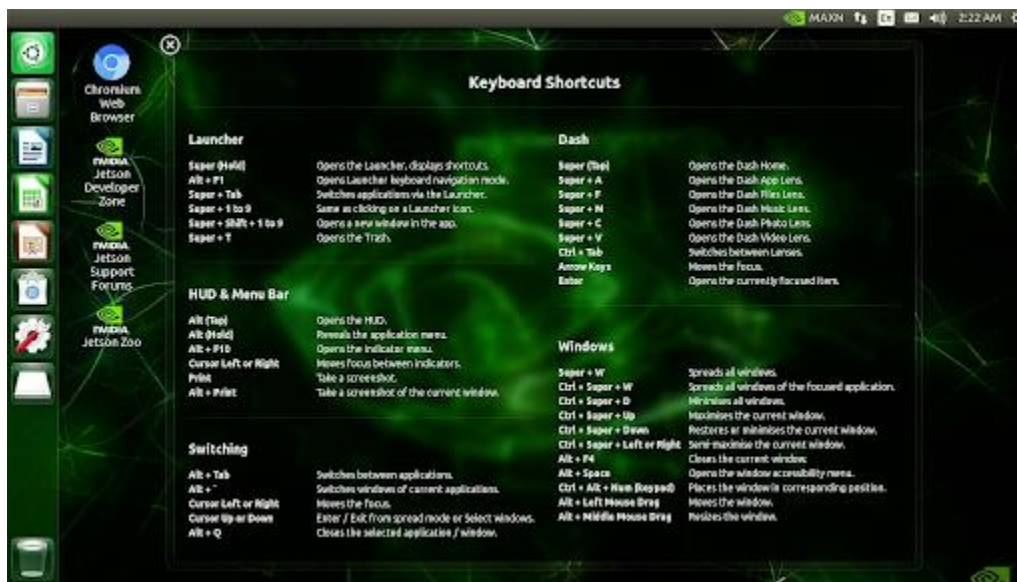 MAXN En 2:22 AM
Chromium
Web
Browser
NVIDIA
Jetson
Developer
Zone
NVIDIA
Jetson
Support
Forums
NVIDIA
Jetson Zoo
Keyboard Shortcuts
Launcher
Super (Hold) Opens the Launcher, displays shortcuts.
Alt + F1 Opens Launcher keyboard navigation mode.
Super + Tab Switches applications via the Launcher.
Super + 1 to 9 Same as clicking on a Launcher icon.
Super + Shift + 1 to 9 Opens a new window in the app.
Super + T Opens the Trash.
HUD & Menu Bar
Alt (Tap) Opens the HUD.
Alt (Hold) Reveals the application menu.
Alt + F10 Opens the indicator menu.
Cursor Left or Right Moves focus between indicators.
Print Take a screenshot.
Alt + Print Take a screenshot of the current window.
Switching
Alt + Tab Switches between applications.
Alt + ` Switches windows of current applications.
Cursor Left or Right Moves the focus.
Cursor Up or Down Enter / Exit from spread mode or Select windows.
Alt + Q Closes the selected application / window.
Dash
Super (Tap) Opens the Dash Home.
Super + A Opens the Dash App Lens.
Super + F Opens the Dash Files Lens.
Super + M Opens the Dash Music Lens.
Super + C Opens the Dash Photo Lens.
Super + V Opens the Dash Video Lens.
Ctrl + Tab Switches between Lenses.
Arrow Keys Moves the focus.
Enter Opens the currently focused item.
Windows
Super + W Spreads all windows.
Ctrl + Super + W Spreads all windows of the focused application.
Ctrl + Super + D Minimises all windows.
Ctrl + Super + Up Maximises the current window.
Ctrl + Super + Down Restores or minimises the current window.
Ctrl + Super + Left or Right Semi-maximise the current window.
Alt + F4 Closes the current window.
Alt + Space Opens the window accessibility menu.
Ctrl + Alt + Num (keypad) Places the window in corresponding position.
Alt + Left Mouse Drag Moves the window.
Alt + Middle Mouse Drag Resizes the window.